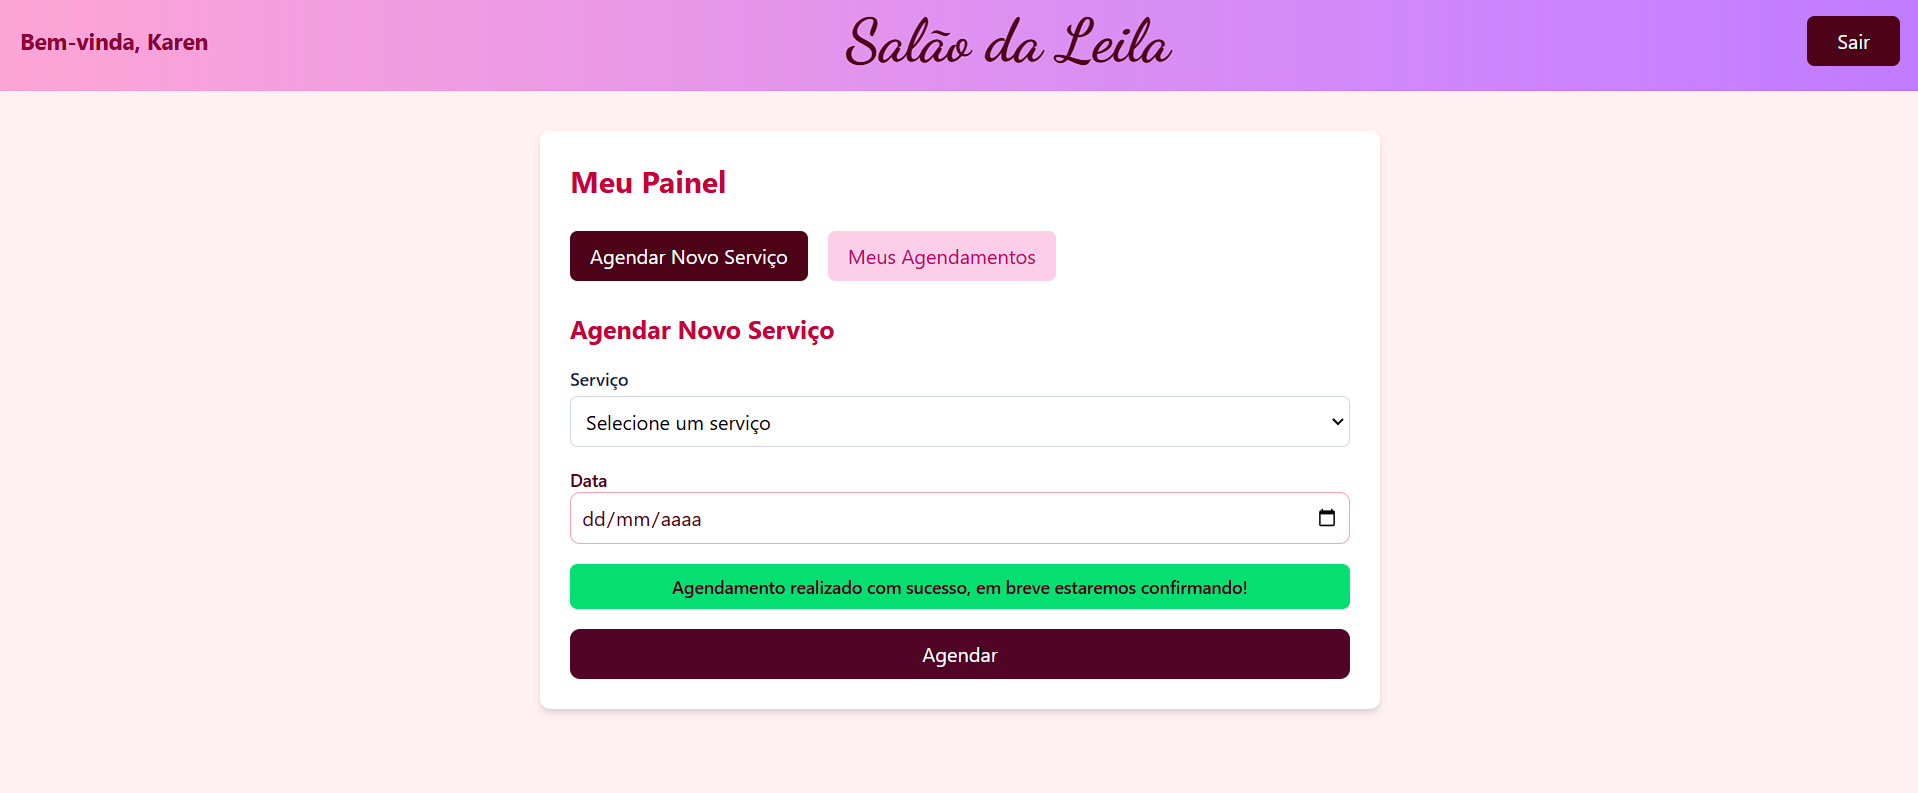 Bem-vinda, Karen
Salão da Leila
Sair
Meu Painel
Agendar Novo Serviço
Meus Agendamentos
Agendar Novo Serviço
Serviço
Selecione um serviço
Data
dd/mm/aaaa
Agendamento realizado com sucesso, em breve estaremos confirmando!
Agendar